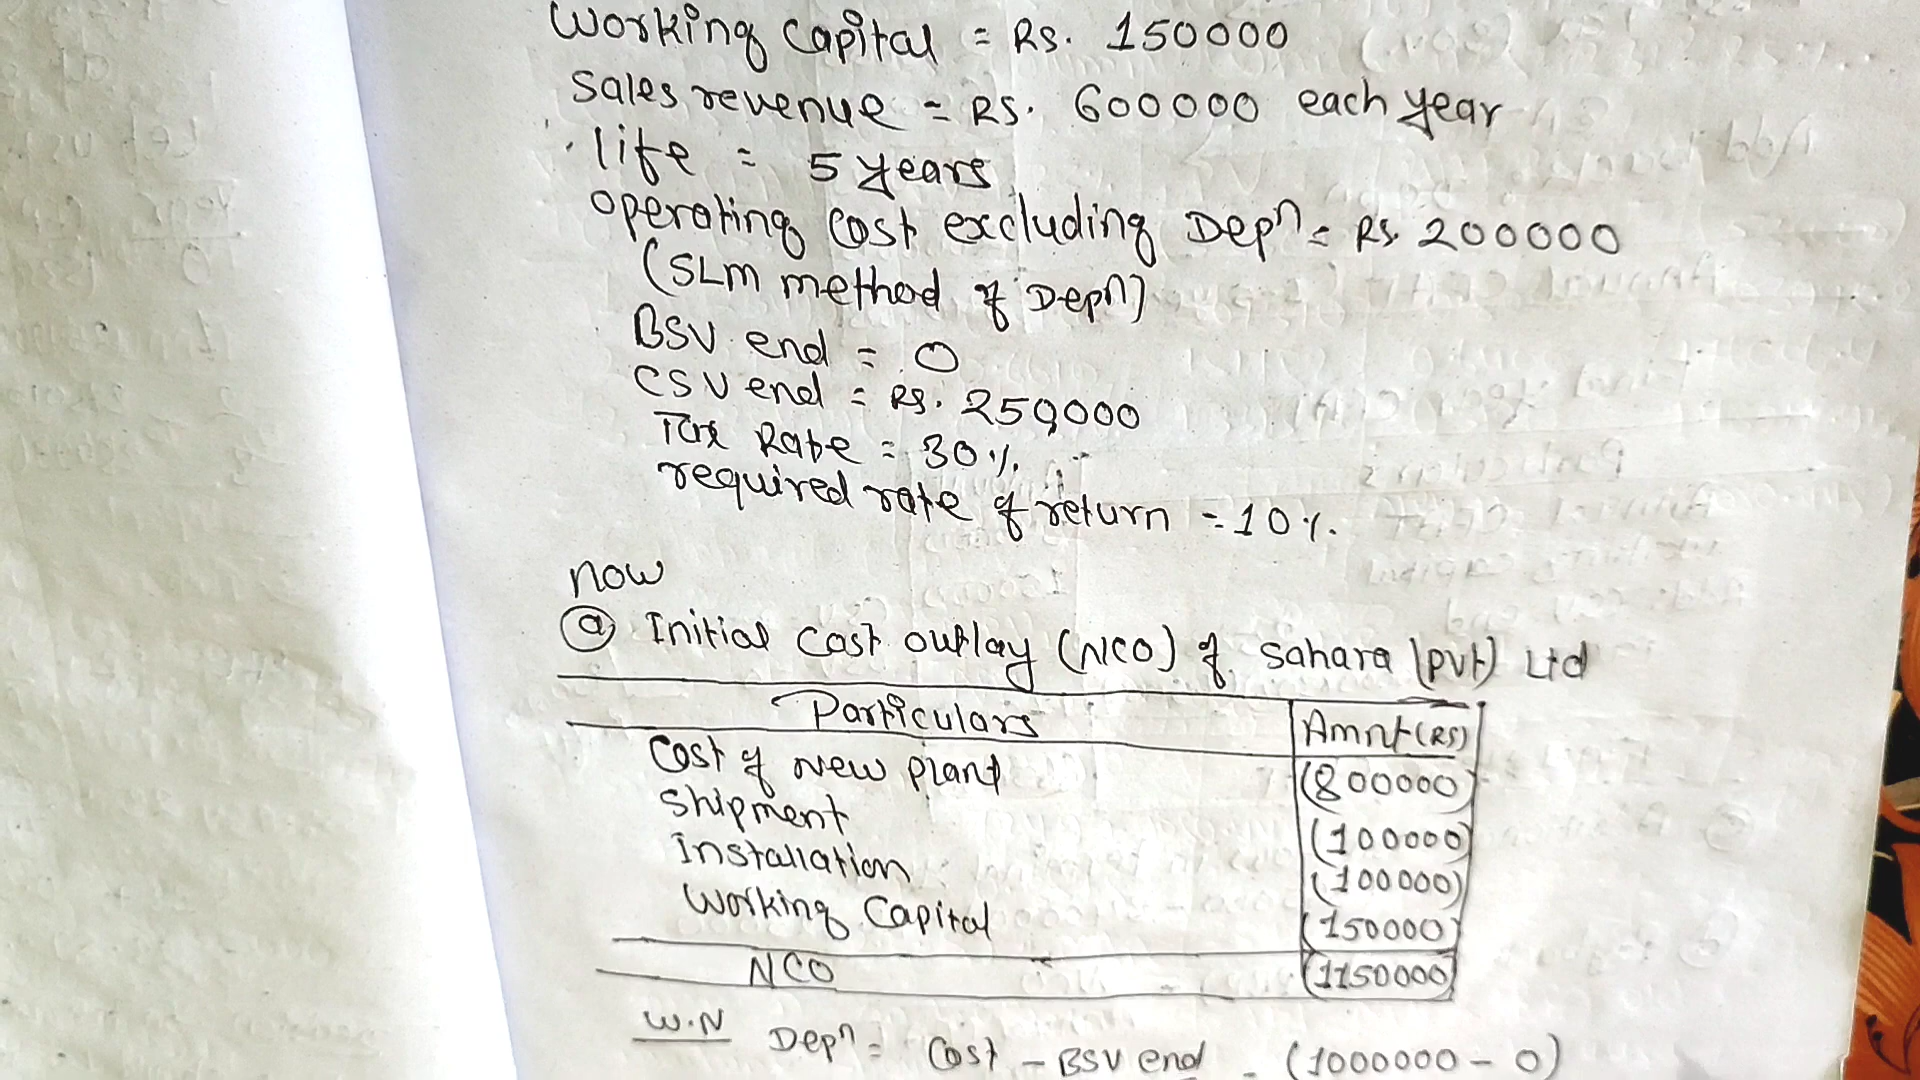 Working Capital = Rs. 150000
Sales revenue = RS. 600000 each year
life = 5 years
Operating Cost excluding Depⁿ = Rs. 200000
(SLM method of Depⁿ)
BSV end = 0
CSV end = Rs. 250,000
Tax Rate = 30%
required rate of return = 10%.
now
ⓐ Initial Cost outlay (NCO) of Sahara (pvt) Ltd
Particulars Amnt (RS)
Cost of New plant (800000)
Shipment (100000)
Installation (100000)
Working Capital (150000)
NCO (1150000)
W.N Depⁿ = Cost - BSV end = (1000000 - 0)